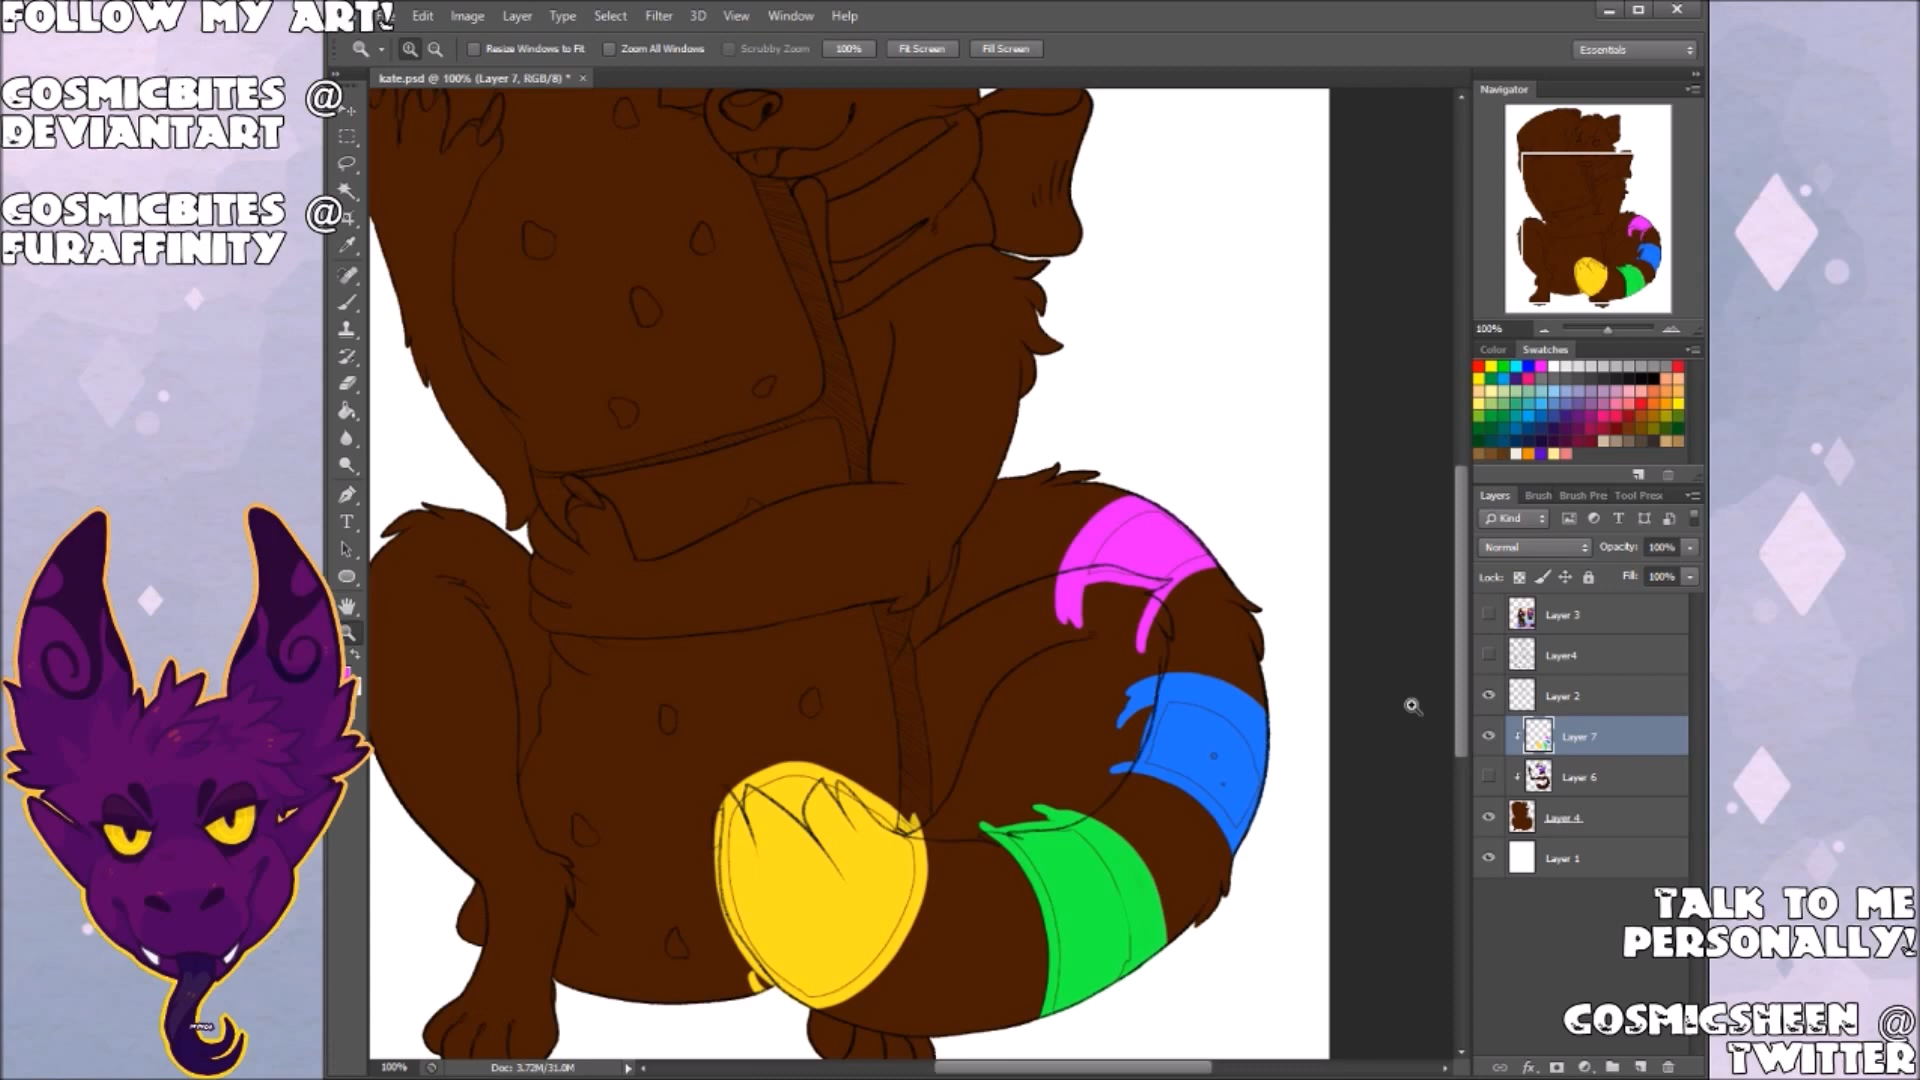 FOLLOW MY ART!
COSMICBITES @
DEVIANTART
COSMICBITES @
FURAFFINITY
Edit Image Layer Type Select Filter 3D View Window Help
Resize Windows to Fit Zoom All Windows Scrubby Zoom 100% Fit Screen Fill Screen Essentials
kate.psd @ 100% (Layer 7, RGB/8) * ×
Navigator
100%
Color Swatches
Layers Brush Brush Pre Tool Prese
Kind
Normal Opacity: 100%
Lock: Fill: 100%
Layer 3
Layer4
Layer 2
Layer 7
Layer 6
Layer 4
Layer 1
100% Doc: 3.72M/31.0M
TALK TO ME
PERSONALLY!
COSMICSHEEN @
TWITTER